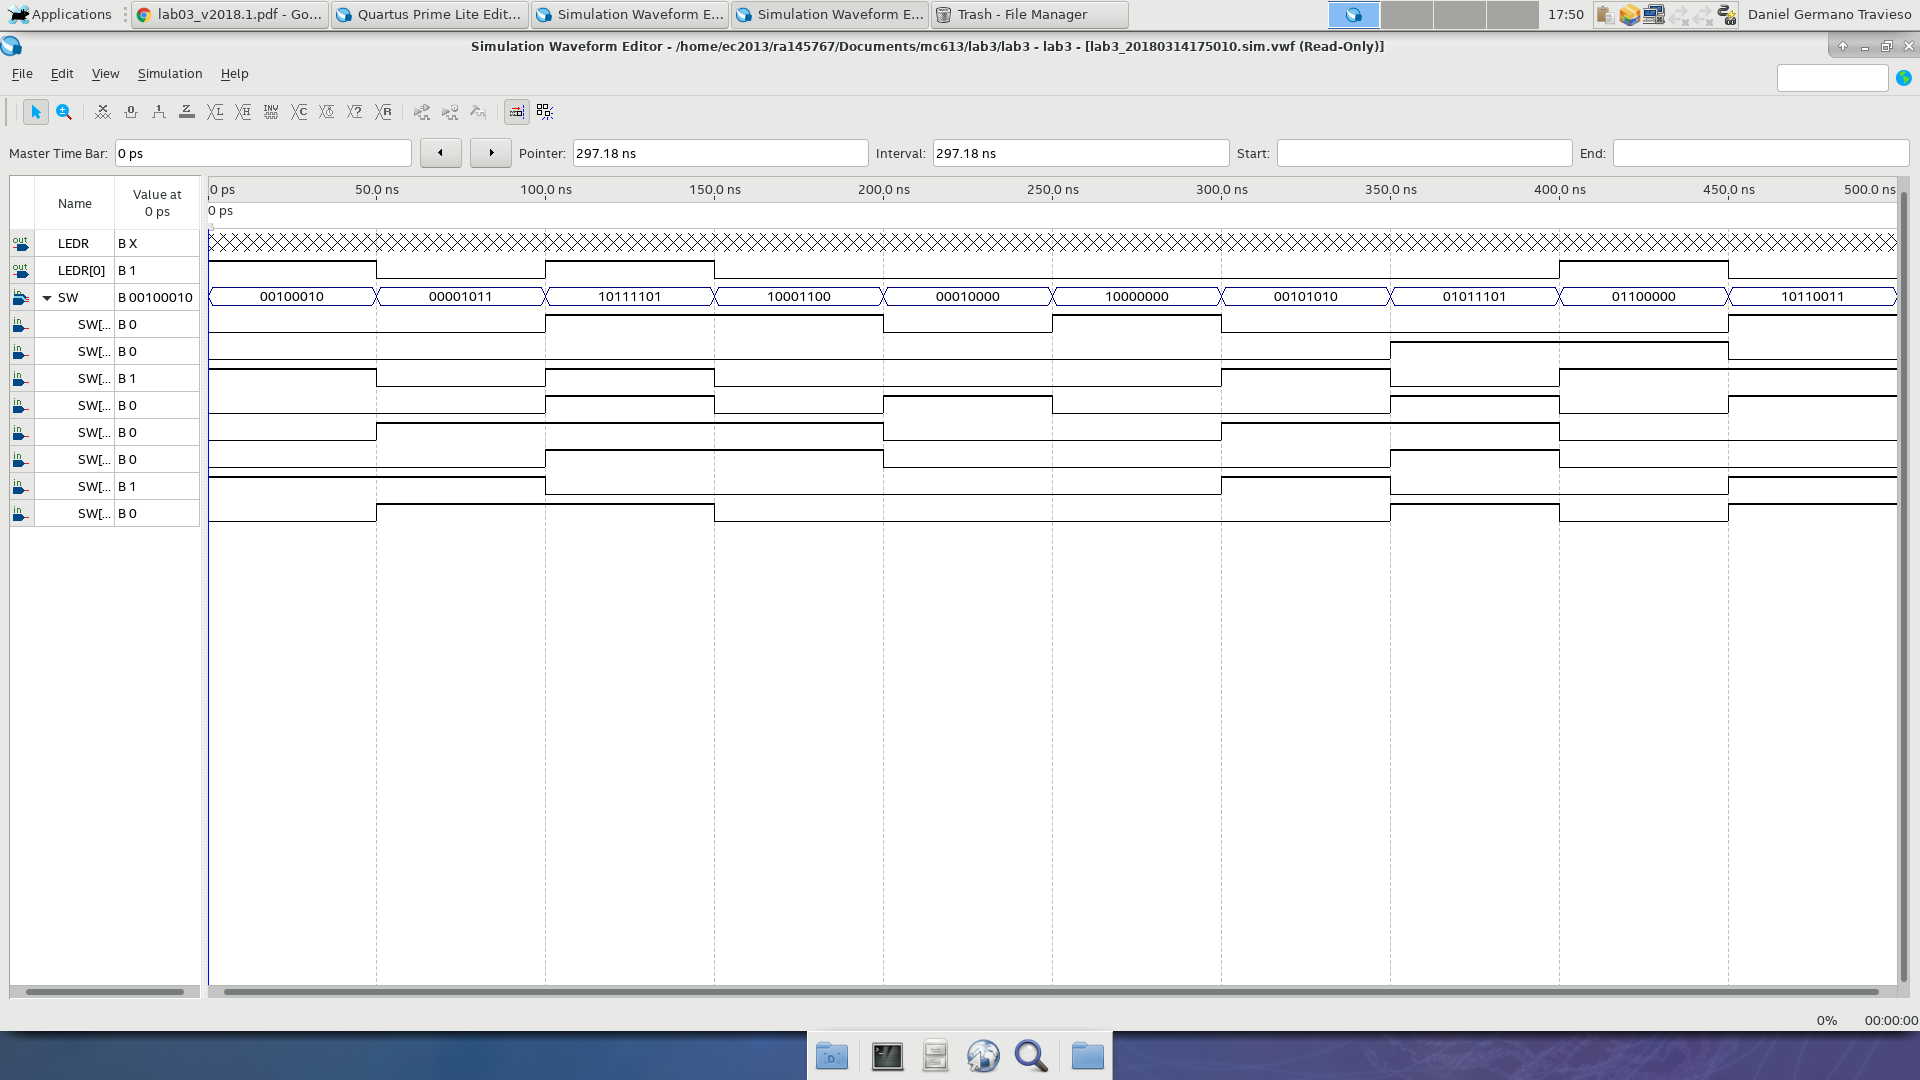 Applications lab03_v2018.1.pdf - Go... Quartus Prime Lite Edit... Simulation Waveform E... Simulation Waveform E... Trash - File Manager 17:50 Daniel Germano Travieso
Simulation Waveform Editor - /home/ec2013/ra145767/Documents/mc613/lab3/lab3 - lab3 - [lab3_20180314175010.sim.vwf (Read-Only)]
File Edit View Simulation Help
Master Time Bar: 0 ps Pointer: 297.18 ns Interval: 297.18 ns Start: End:
Name Value at 0 ps
0 ps 50.0 ns 100.0 ns 150.0 ns 200.0 ns 250.0 ns 300.0 ns 350.0 ns 400.0 ns 450.0 ns 500.0 ns
0 ps
out LEDR B X
out LEDR[0] B 1
SW B 00100010 00100010 00001011 10111101 10001100 00010000 10000000 00101010 01011101 01100000 10110011
in SW[... B 0
in SW[... B 0
in SW[... B 1
in SW[... B 0
in SW[... B 0
in SW[... B 0
in SW[... B 1
in SW[... B 0
0% 00:00:00